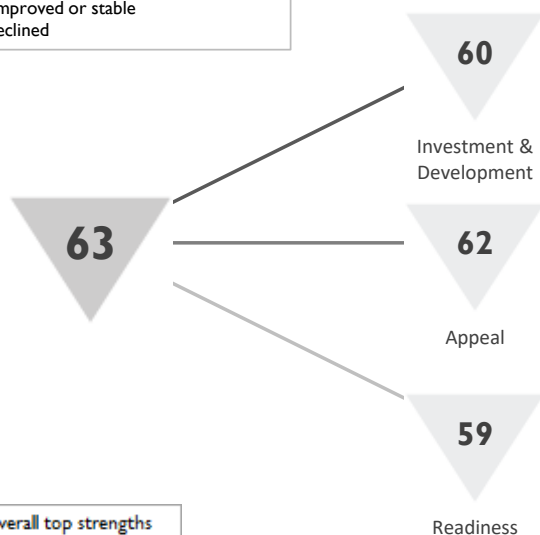 mproved or stable
eclined
60
Investment &
Development
63
62
Appeal
59
verall top strengths
Readiness